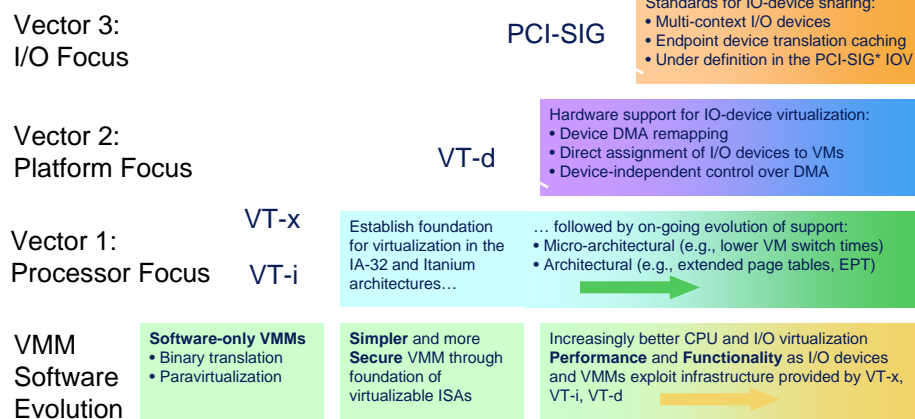 Vector 3:
I/O Focus
PCI-SIG
Standards for IO-device sharing:
• Multi-context I/O devices
• Endpoint device translation caching
• Under definition in the PCI-SIG* IOV
Vector 2:
Platform Focus
VT-d
Hardware support for IO-device virtualization:
• Device DMA remapping
• Direct assignment of I/O devices to VMs
• Device-independent control over DMA
Vector 1:
Processor Focus
VT-x
VT-i
Establish foundation
for virtualization in the
IA-32 and Itanium
architectures…
… followed by on-going evolution of support:
• Micro-architectural (e.g., lower VM switch times)
• Architectural (e.g., extended page tables, EPT)
VMM
Software
Evolution
Software-only VMMs
• Binary translation
• Paravirtualization
Simpler and more
Secure VMM through
foundation of
virtualizable ISAs
Increasingly better CPU and I/O virtualization
Performance and Functionality as I/O devices
and VMMs exploit infrastructure provided by VT-x,
VT-i, VT-d